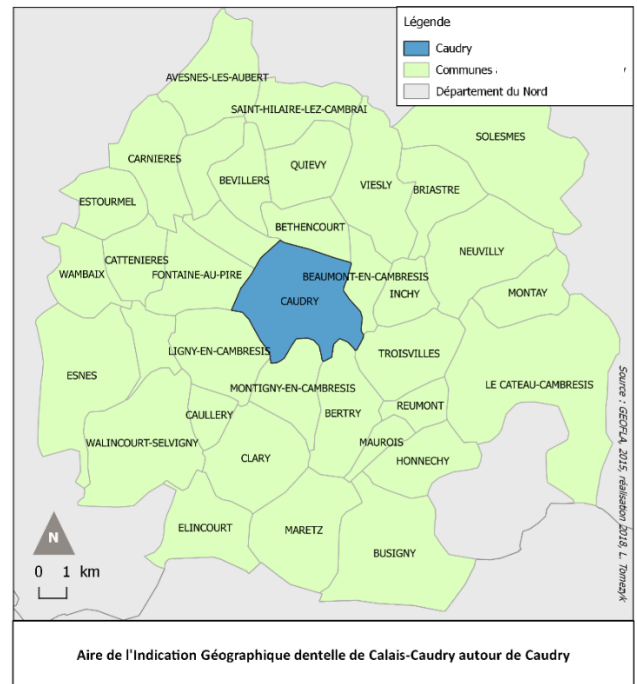 Légende
Caudry
Communes
Département du Nord
AVESNES-LES-AUBERT
SAINT-HILAIRE-LEZ-CAMBRAI
SOLESMES
CARNIERES
QUIEVY
BEVILLERS
VIESLY
BRIASTRE
ESTOURMEL
BETHENCOURT
NEUVILLY
CATTENIERES
WAMBAIX
FONTAINE-AU-PIRE
BEAUMONT-EN-CAMBRESIS
INCHY
MONTAY
CAUDRY
LIGNY-EN-CAMBRESIS
TROISVILLES
ESNES
MONTIGNY-EN-CAMBRESIS
LE CATEAU-CAMBRESIS
CAULLERY
BERTRY
REUMONT
WALINCOURT-SELVIGNY
MAUROIS
CLARY
HONNECHY
ELINCOURT
MARETZ
BUSIGNY
N
0 1 km
Source : GEOFLA, 2015, réalisation 2018, L. Tomezyk
Aire de l'Indication Géographique dentelle de Calais-Caudry autour de Caudry